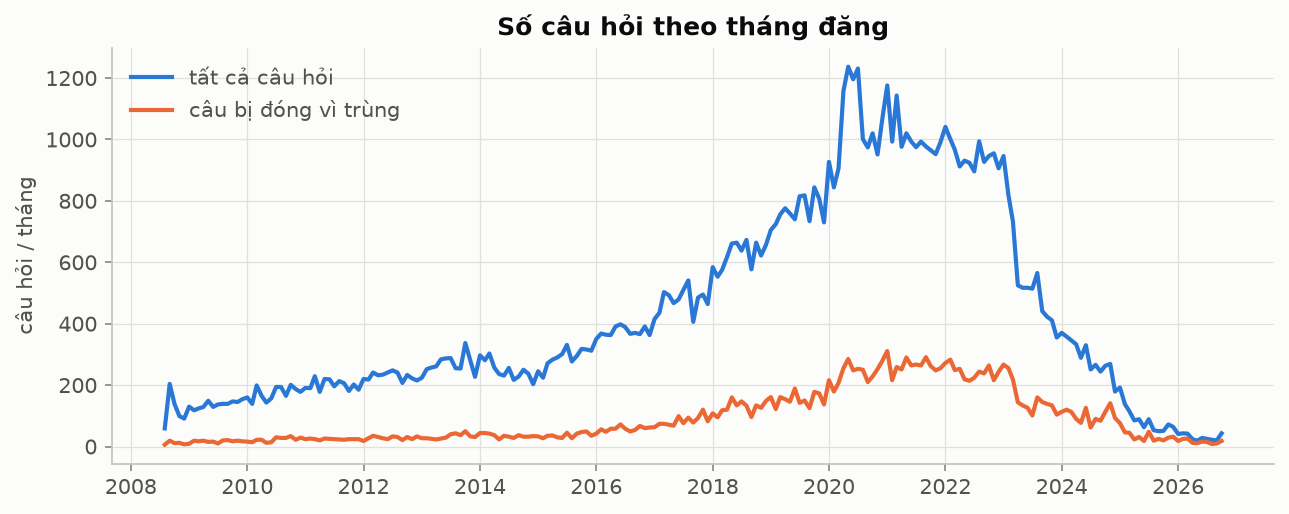 Số câu hỏi theo tháng đăng
tất cả câu hỏi
câu bị đóng vì trùng
câu hỏi / tháng
1200
1000
800
600
400
200
0
2008 2010 2012 2014 2016 2018 2020 2022 2024 2026